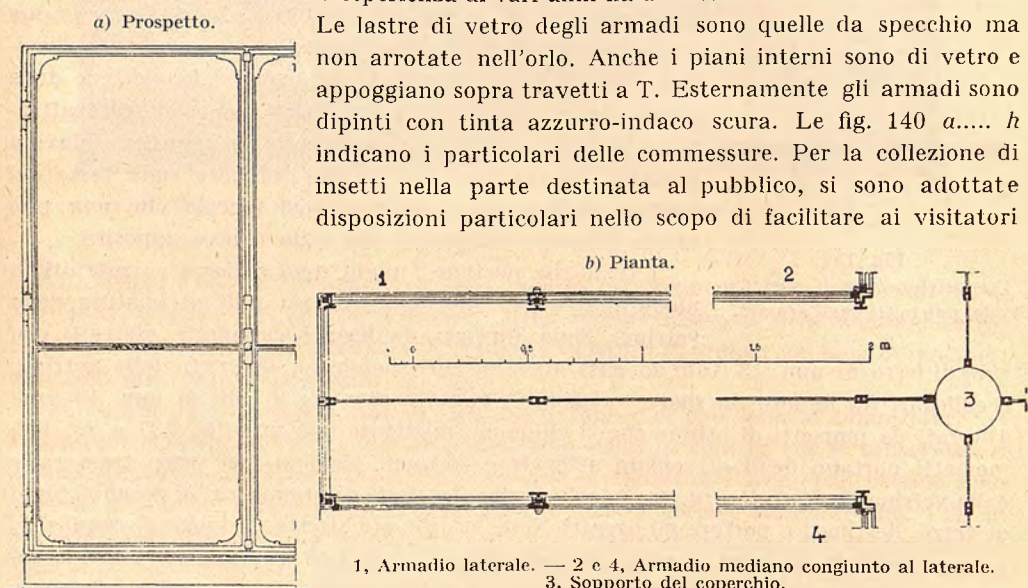 a) Prospetto.
Le lastre di vetro degli armadi sono quelle da specchio ma
non arrotate nell'orlo. Anche i piani interni sono di vetro e
appoggiano sopra travetti a T. Esternamente gli armadi sono
dipinti con tinta azzurro-indaco scura. Le fig. 140 a..... h
indicano i particolari delle commessure. Per la collezione di
insetti nella parte destinata al pubblico, si sono adottate
disposizioni particolari nello scopo di facilitare ai visitatori
b) Pianta.
1 2
2 m
3
4
1, Armadio laterale. — 2 e 4, Armadio mediano congiunto al laterale.
3, Sopporto del coperchio.